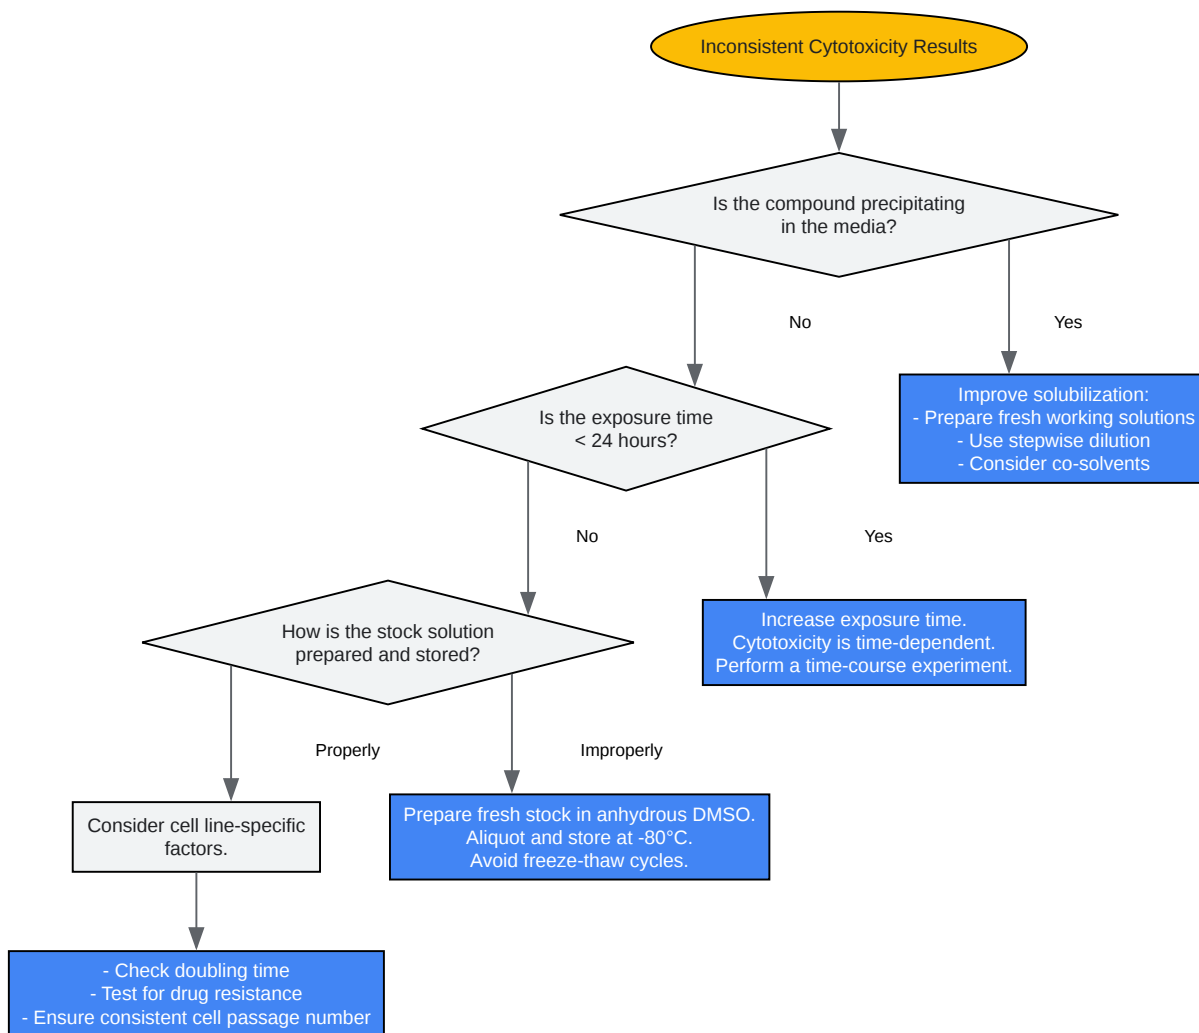 Inconsistent Cytotoxicity Results
Is the compound precipitating
in the media?
No
Yes
Improve solubilization:
- Prepare fresh working solutions
- Use stepwise dilution
- Consider co-solvents
Is the exposure time
< 24 hours?
No
Yes
Increase exposure time.
Cytotoxicity is time-dependent.
Perform a time-course experiment.
How is the stock solution
prepared and stored?
Properly
Improperly
Consider cell line-specific
factors.
Prepare fresh stock in anhydrous DMSO.
Aliquot and store at -80°C.
Avoid freeze-thaw cycles.
- Check doubling time
- Test for drug resistance
- Ensure consistent cell passage number